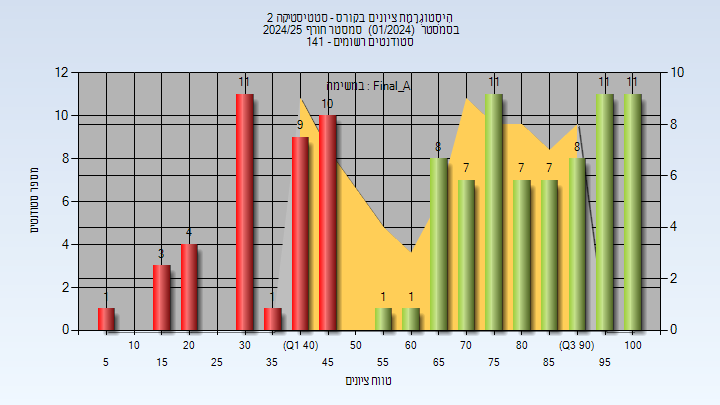 הִיסְטוֹגְרָמַת ציונים בקורס - סטטיסטיקה 2
בסמסטר (01/2024) סמסטר חורף 2024/25
סטודנטים רשומים - 141
במשימה : Final_A
מספר סטודנטים
12 10 8 6 4 2 0
10 8 6 4 2 0
1 3 4 11 1 9 10 1 1 8 7 11 7 7 8 11 11
10 20 30 (Q1 40) 50 60 70 80 (Q3 90) 100
5 15 25 35 45 55 65 75 85 95
טווח ציונים